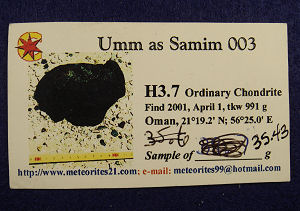 Umm as Samim 003
H3.7 Ordinary Chondrite
Find 2001, April 1, tkw 991 g
Oman, 21°19.2' N; 56°25.0' E
35.43
Sample of g
http://www.meteorites21.com; e-mail: meteorites99@hotmail.com